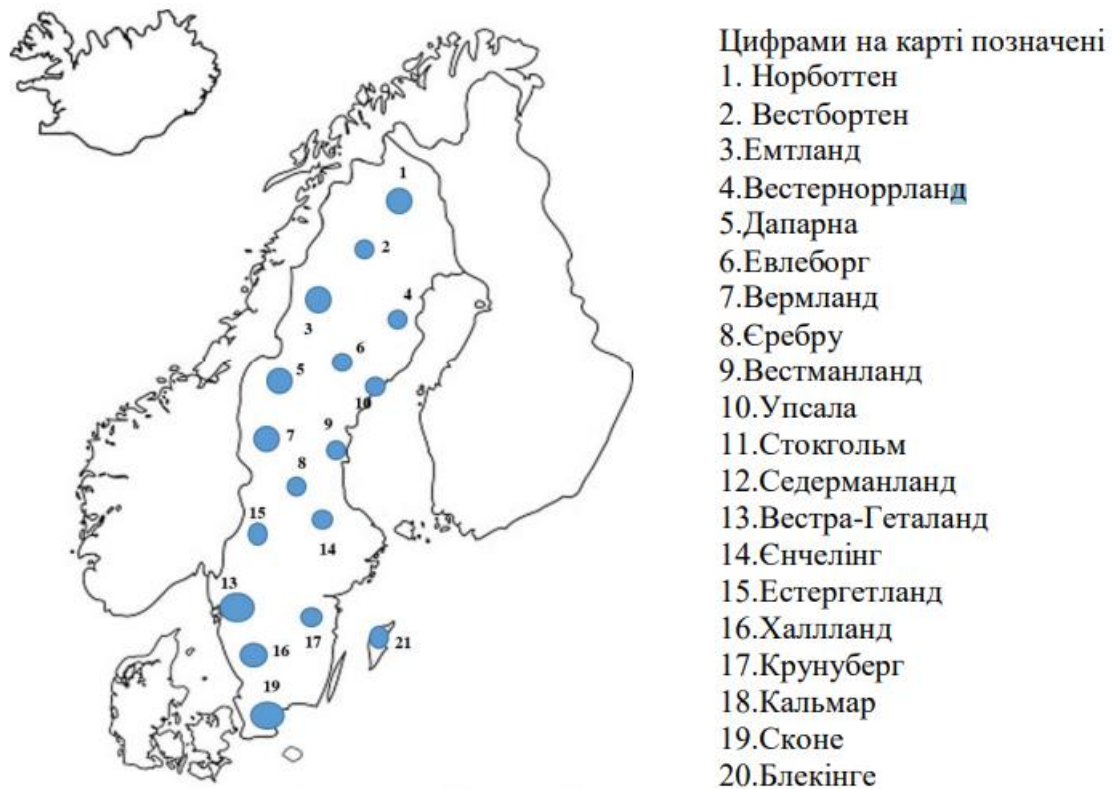 1
2
3
4
6
5
10
9
7
8
15
14
13
17
21
16
19
Цифрами на карті позначені
1. Норботтен
2. Вестбортен
3.Емтланд
4.Вестерноррланд
5.Дапарна
6.Евлеборг
7.Вермланд
8.Єребру
9.Вестманланд
10.Упсала
11.Стокгольм
12.Седерманланд
13.Вестра-Геталанд
14.Єнчелінг
15.Естергетланд
16.Халлланд
17.Крунуберг
18.Кальмар
19.Сконе
20.Блекінге